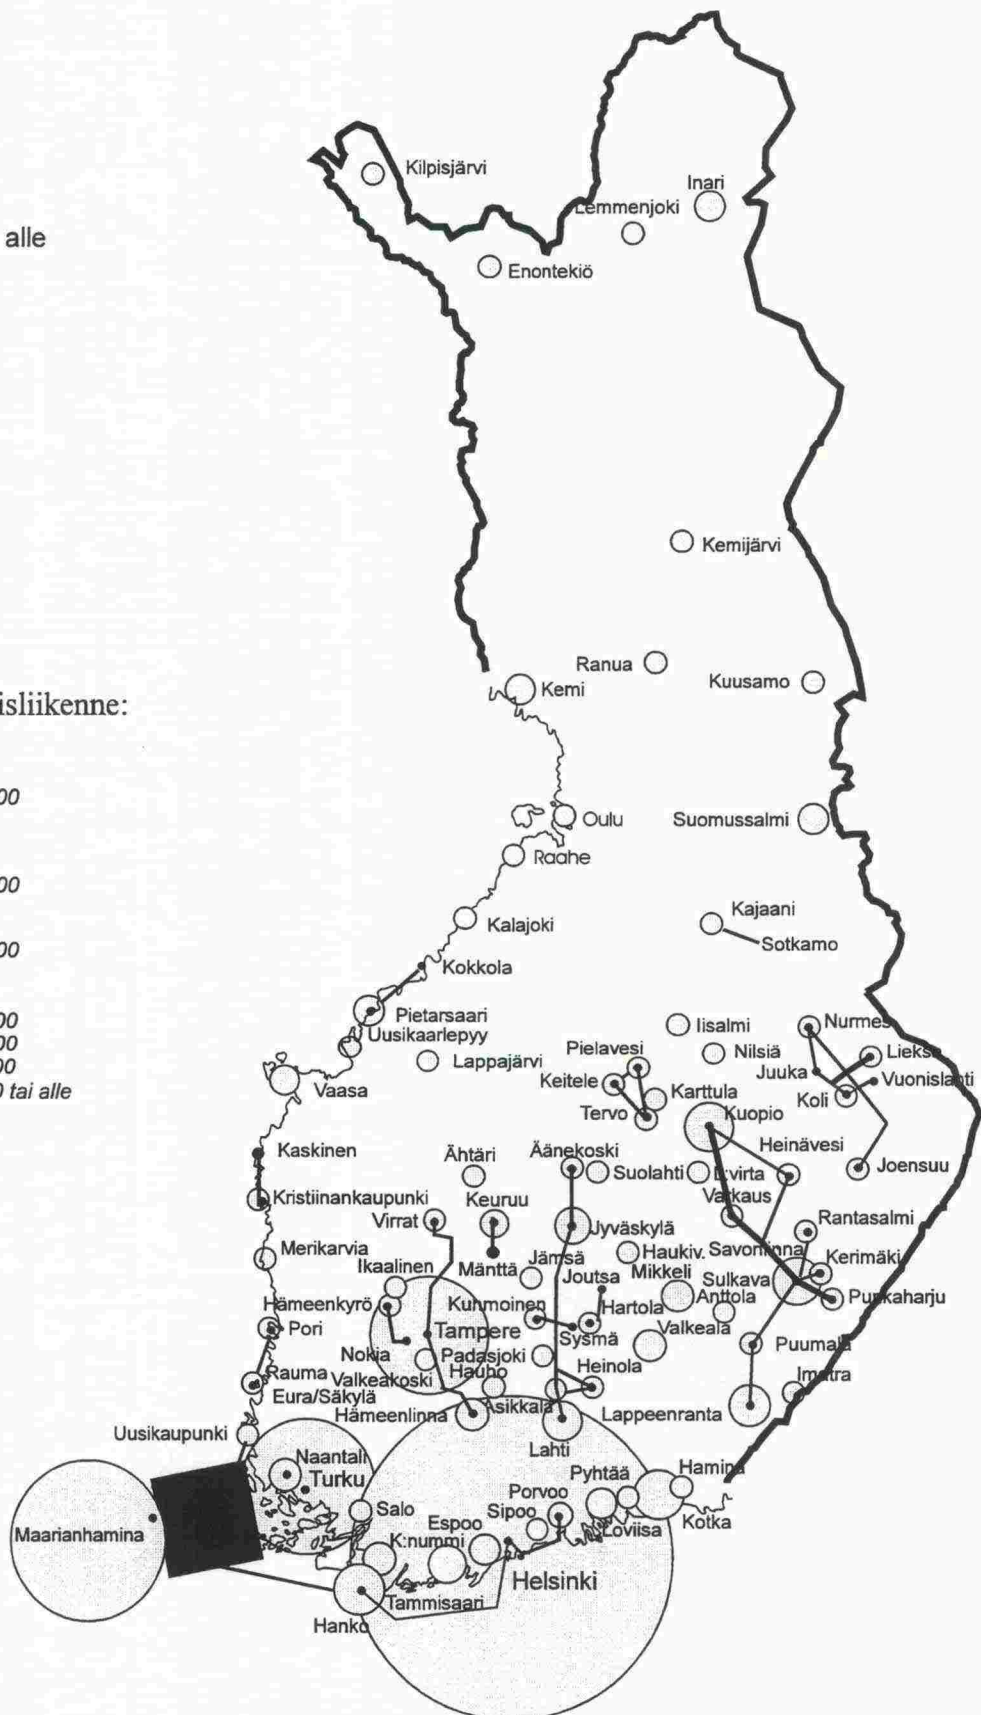 Kilpisjärvi
Inari
Lemmenjoki
alle
Enontekiö
Kemijärvi
Ranua
Kuusamo
Kemi
isliikenne:
00
Oulu
Suomussalmi
Raahe
00
Kajaani
Kalajoki
Sotkamo
00
Kokkola
Pietarsaari
00
Iisalmi
Nurmes
Uusikaarlepyy
00
Pielavesi
Nilsiä
Lieksa
Lappajärvi
00
Juuka
Vuonislahti
Keitele
0 tai alle
Vaasa
Karttula
Koli
Tervo
Kuopio
Kaskinen
Heinävesi
Ähtäri
Äänekoski
Suolahti
L:virta
Joensuu
Kristiinankaupunki
Keuruu
Varkaus
Virrat
Jyväskylä
Rantasalmi
Merikarvia
Haukiv.
Savonlinna
Kerimäki
Ikaalinen
Mänttä
Jämsä
Joutsa
Mikkeli
Sulkava
Anttola
Punkaharju
Hämeenkyrö
Kuhmoinen
Hartola
Pori
Tampere
Sysmä
Valkeala
Puumala
Nokia
Padasjoki
Rauma
Valkeakoski
Hauho
Heinola
Imatra
Eura/Säkylä
Asikkala
Hämeenlinna
Lappeenranta
Uusikaupunki
Lahti
Naantali
Pyhtää
Hamina
Turku
Porvoo
Salo
Sipoo
Maarianhamina
Espoo
Loviisa
Kotka
K:nummi
Helsinki
Tammisaari
Hanko